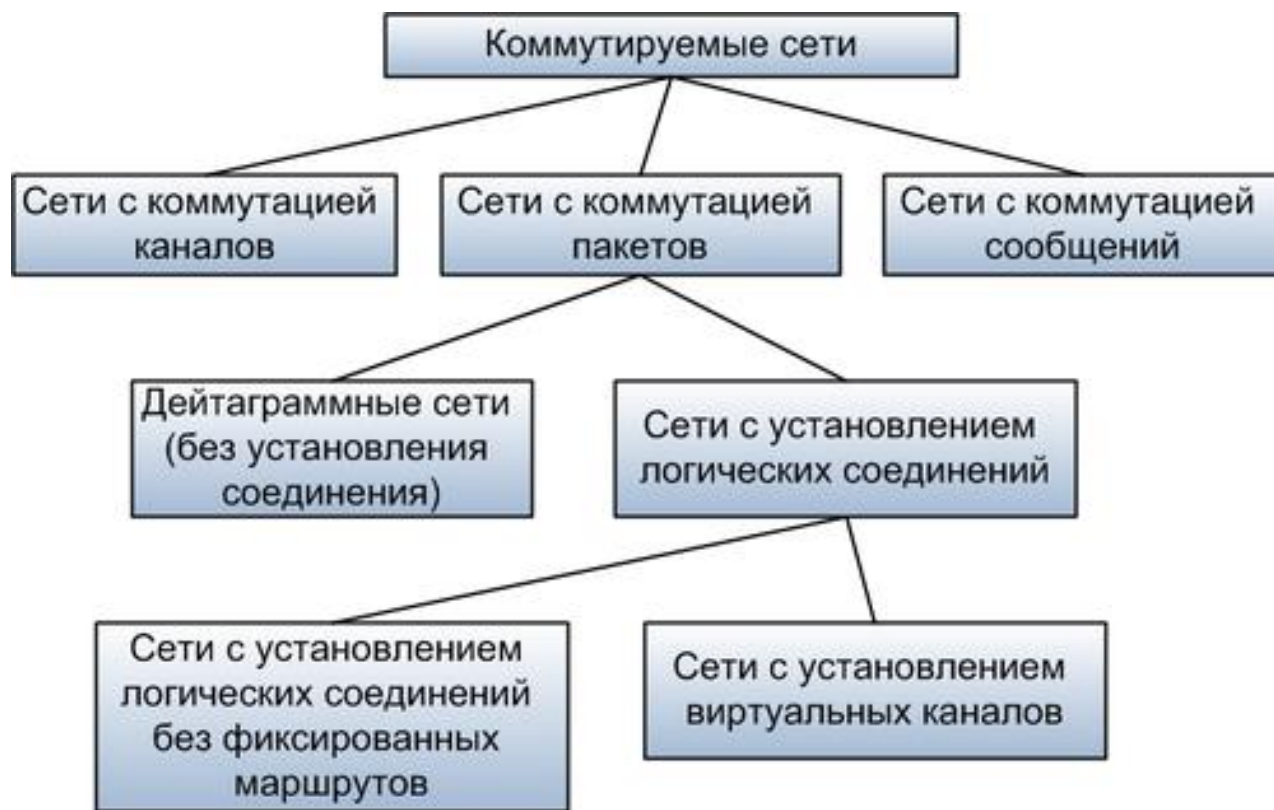 Коммутируемые сети
Сети с коммутацией
каналов
Сети с коммутацией
пакетов
Сети с коммутацией
сообщений
Дейтаграммные сети
(без установления
соединения)
Сети с установлением
логических соединений
Сети с установлением
логических соединений
без фиксированных
маршрутов
Сети с установлением
виртуальных каналов